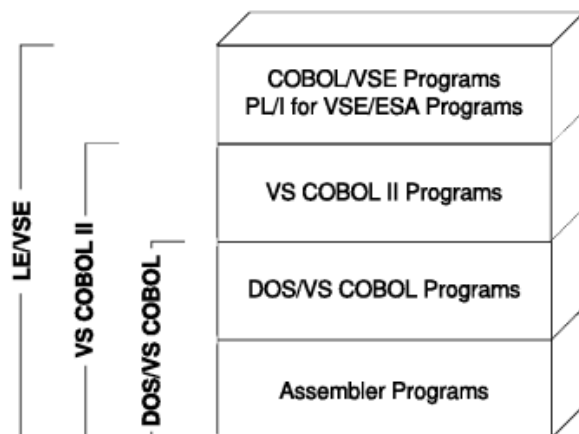 COBOL/VSE Programs
PL/I for VSE/ESA Programs
VS COBOL II Programs
DOS/VS COBOL Programs
Assembler Programs
LE/VSE
VS COBOL II
DOS/VS COBOL